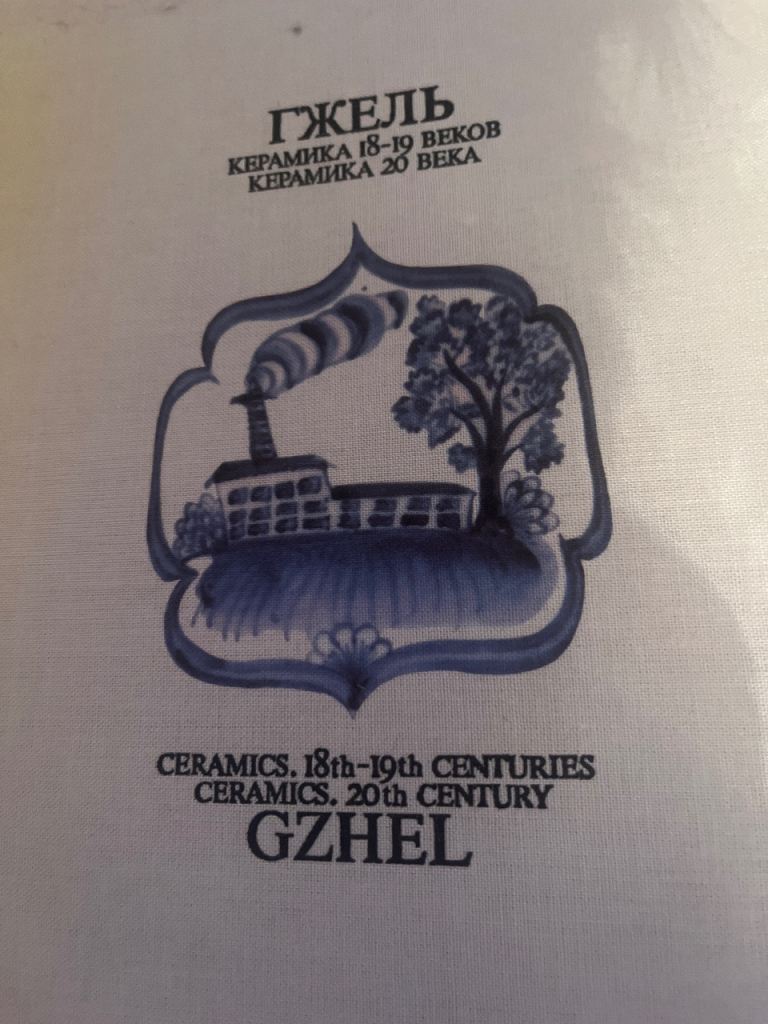 ГЖЕЛЬ
КЕРАМИКА 18-19 ВЕКОВ
КЕРАМИКА 20 ВЕКА
CERAMICS. 18th-19th CENTURIES
CERAMICS. 20th CENTURY
GZHEL